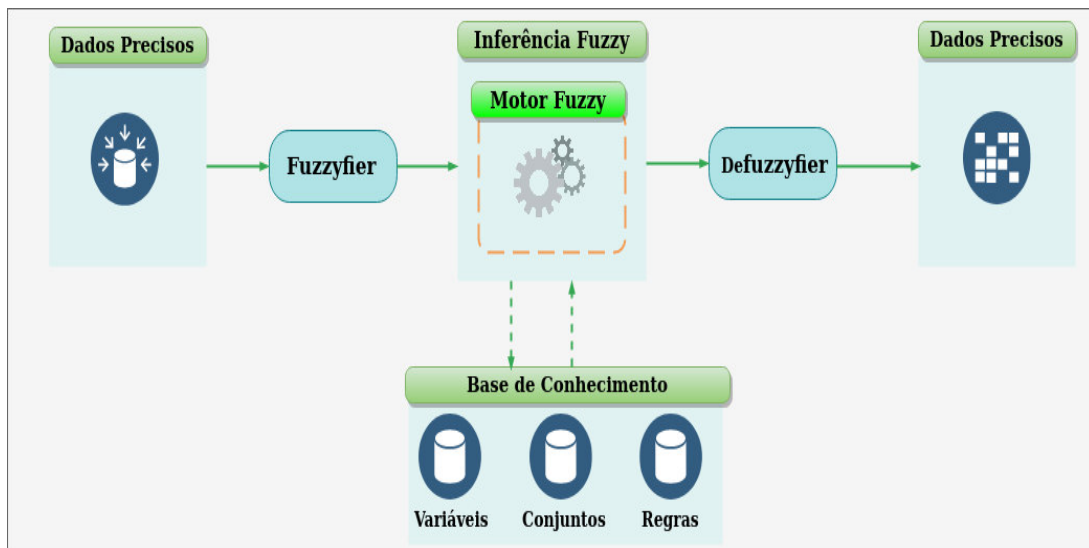 Dados Precisos
Inferência Fuzzy
Dados Precisos
Motor Fuzzy
Fuzzyfier
Defuzzyfier
Base de Conhecimento
Variáveis
Conjuntos
Regras